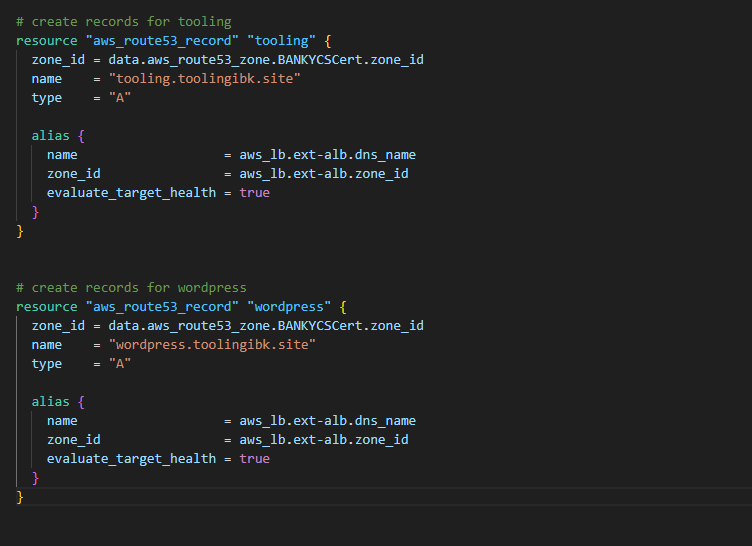 # create records for tooling
resource "aws_route53_record" "tooling" {
  zone_id = data.aws_route53_zone.BANKYCSCert.zone_id
  name    = "tooling.toolingibk.site"
  type    = "A"

  alias {
    name                   = aws_lb.ext-alb.dns_name
    zone_id                = aws_lb.ext-alb.zone_id
    evaluate_target_health = true
  }
}


# create records for wordpress
resource "aws_route53_record" "wordpress" {
  zone_id = data.aws_route53_zone.BANKYCSCert.zone_id
  name    = "wordpress.toolingibk.site"
  type    = "A"

  alias {
    name                   = aws_lb.ext-alb.dns_name
    zone_id                = aws_lb.ext-alb.zone_id
    evaluate_target_health = true
  }
}